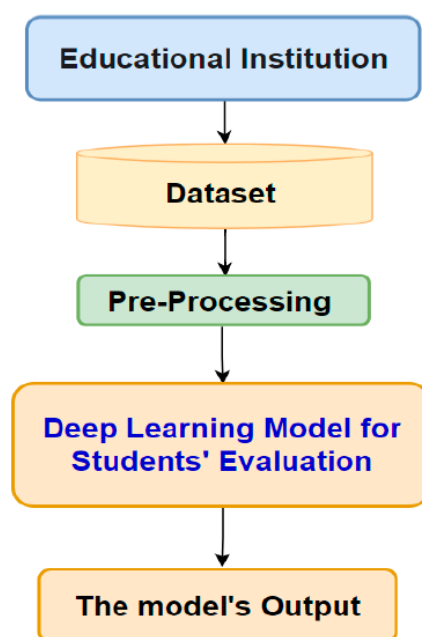 Educational Institution
Dataset
Pre-Processing
Deep Learning Model for
Students' Evaluation
The model's Output